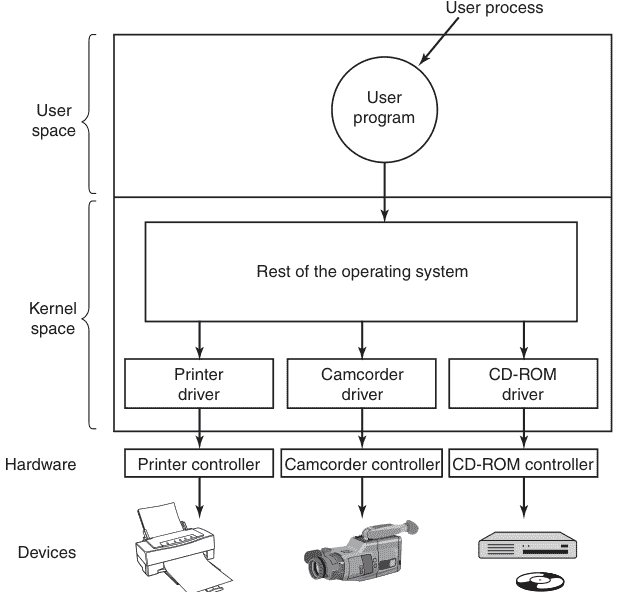 User process
User
program
User
space
Rest of the operating system
Kernel
space
Printer
driver
Camcorder
driver
CD-ROM
driver
Hardware
Printer controller
Camcorder controller
CD-ROM controller
Devices